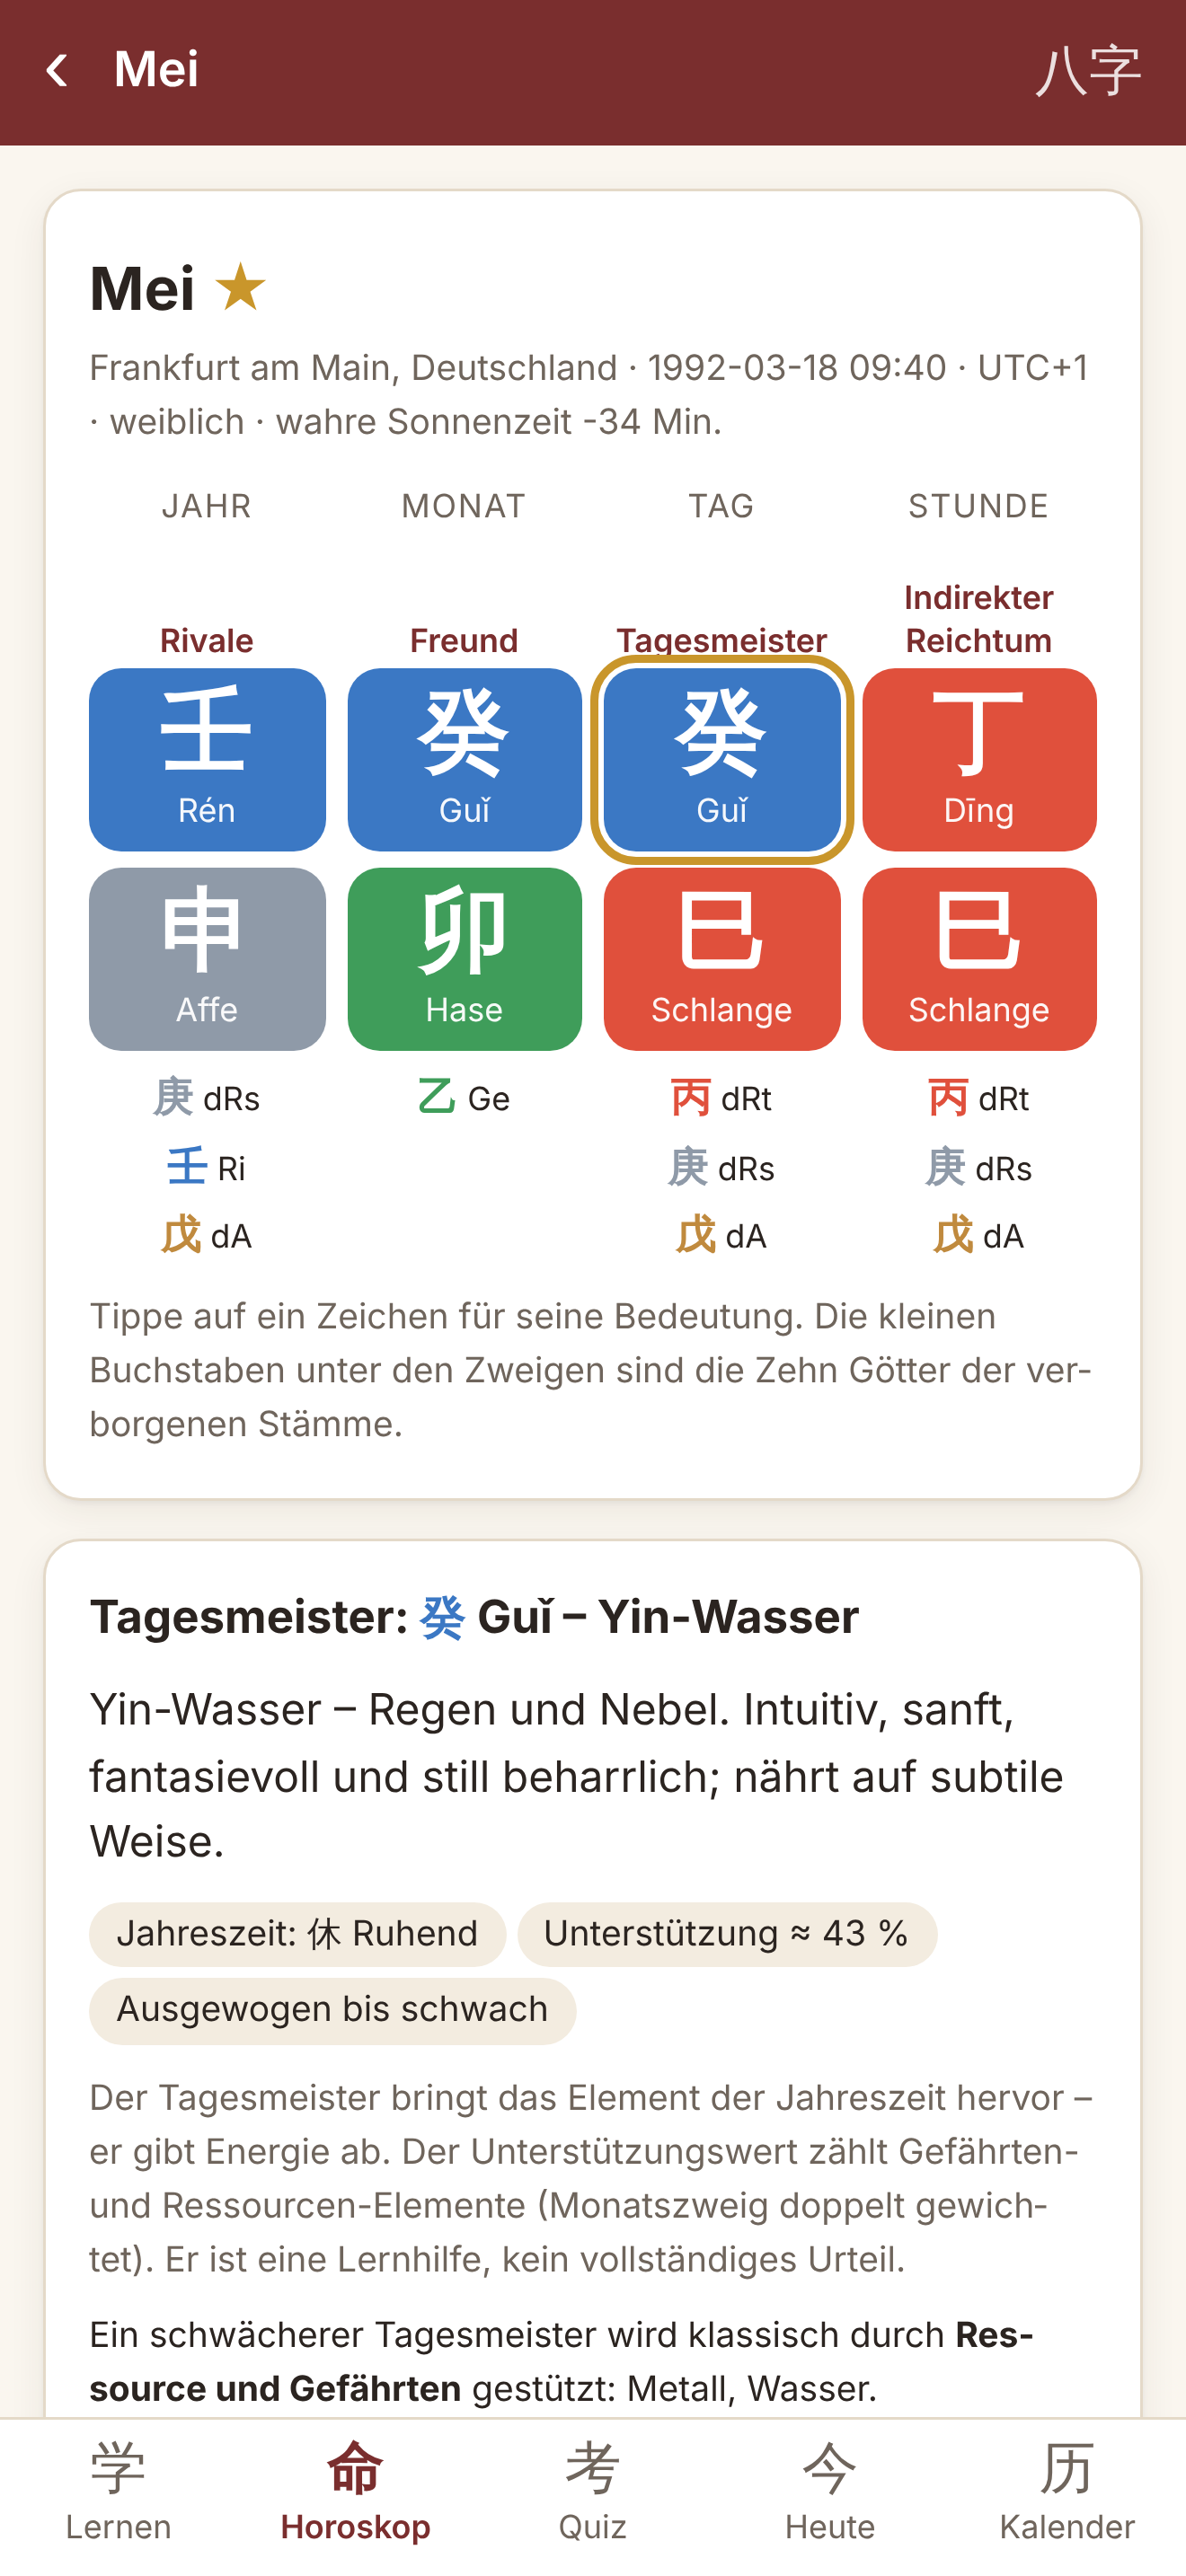 ‹ Mei 八字
Mei ★
Frankfurt am Main, Deutschland · 1992-03-18 09:40 · UTC+1
· weiblich · wahre Sonnenzeit -34 Min.
JAHR MONAT TAG STUNDE
Rivale Freund Tagesmeister Indirekter Reichtum
壬 癸 癸 丁
Rén Guǐ Guǐ Dīng
申 卯 巳 巳
Affe Hase Schlange Schlange
庚 dRs 乙 Ge 丙 dRt 丙 dRt
壬 Ri 庚 dRs 庚 dRs
戊 dA 戊 dA 戊 dA
Tippe auf ein Zeichen für seine Bedeutung. Die kleinen
Buchstaben unter den Zweigen sind die Zehn Götter der ver-
borgenen Stämme.
Tagesmeister: 癸 Guǐ – Yin-Wasser
Yin-Wasser – Regen und Nebel. Intuitiv, sanft,
fantasievoll und still beharrlich; nährt auf subtile
Weise.
Jahreszeit: 休 Ruhend Unterstützung ≈ 43 %
Ausgewogen bis schwach
Der Tagesmeister bringt das Element der Jahreszeit hervor –
er gibt Energie ab. Der Unterstützungswert zählt Gefährten-
und Ressourcen-Elemente (Monatszweig doppelt gewich-
tet). Er ist eine Lernhilfe, kein vollständiges Urteil.
Ein schwächerer Tagesmeister wird klassisch durch Res-
source und Gefährten gestützt: Metall, Wasser.
学 命 考 今 历
Lernen Horoskop Quiz Heute Kalender